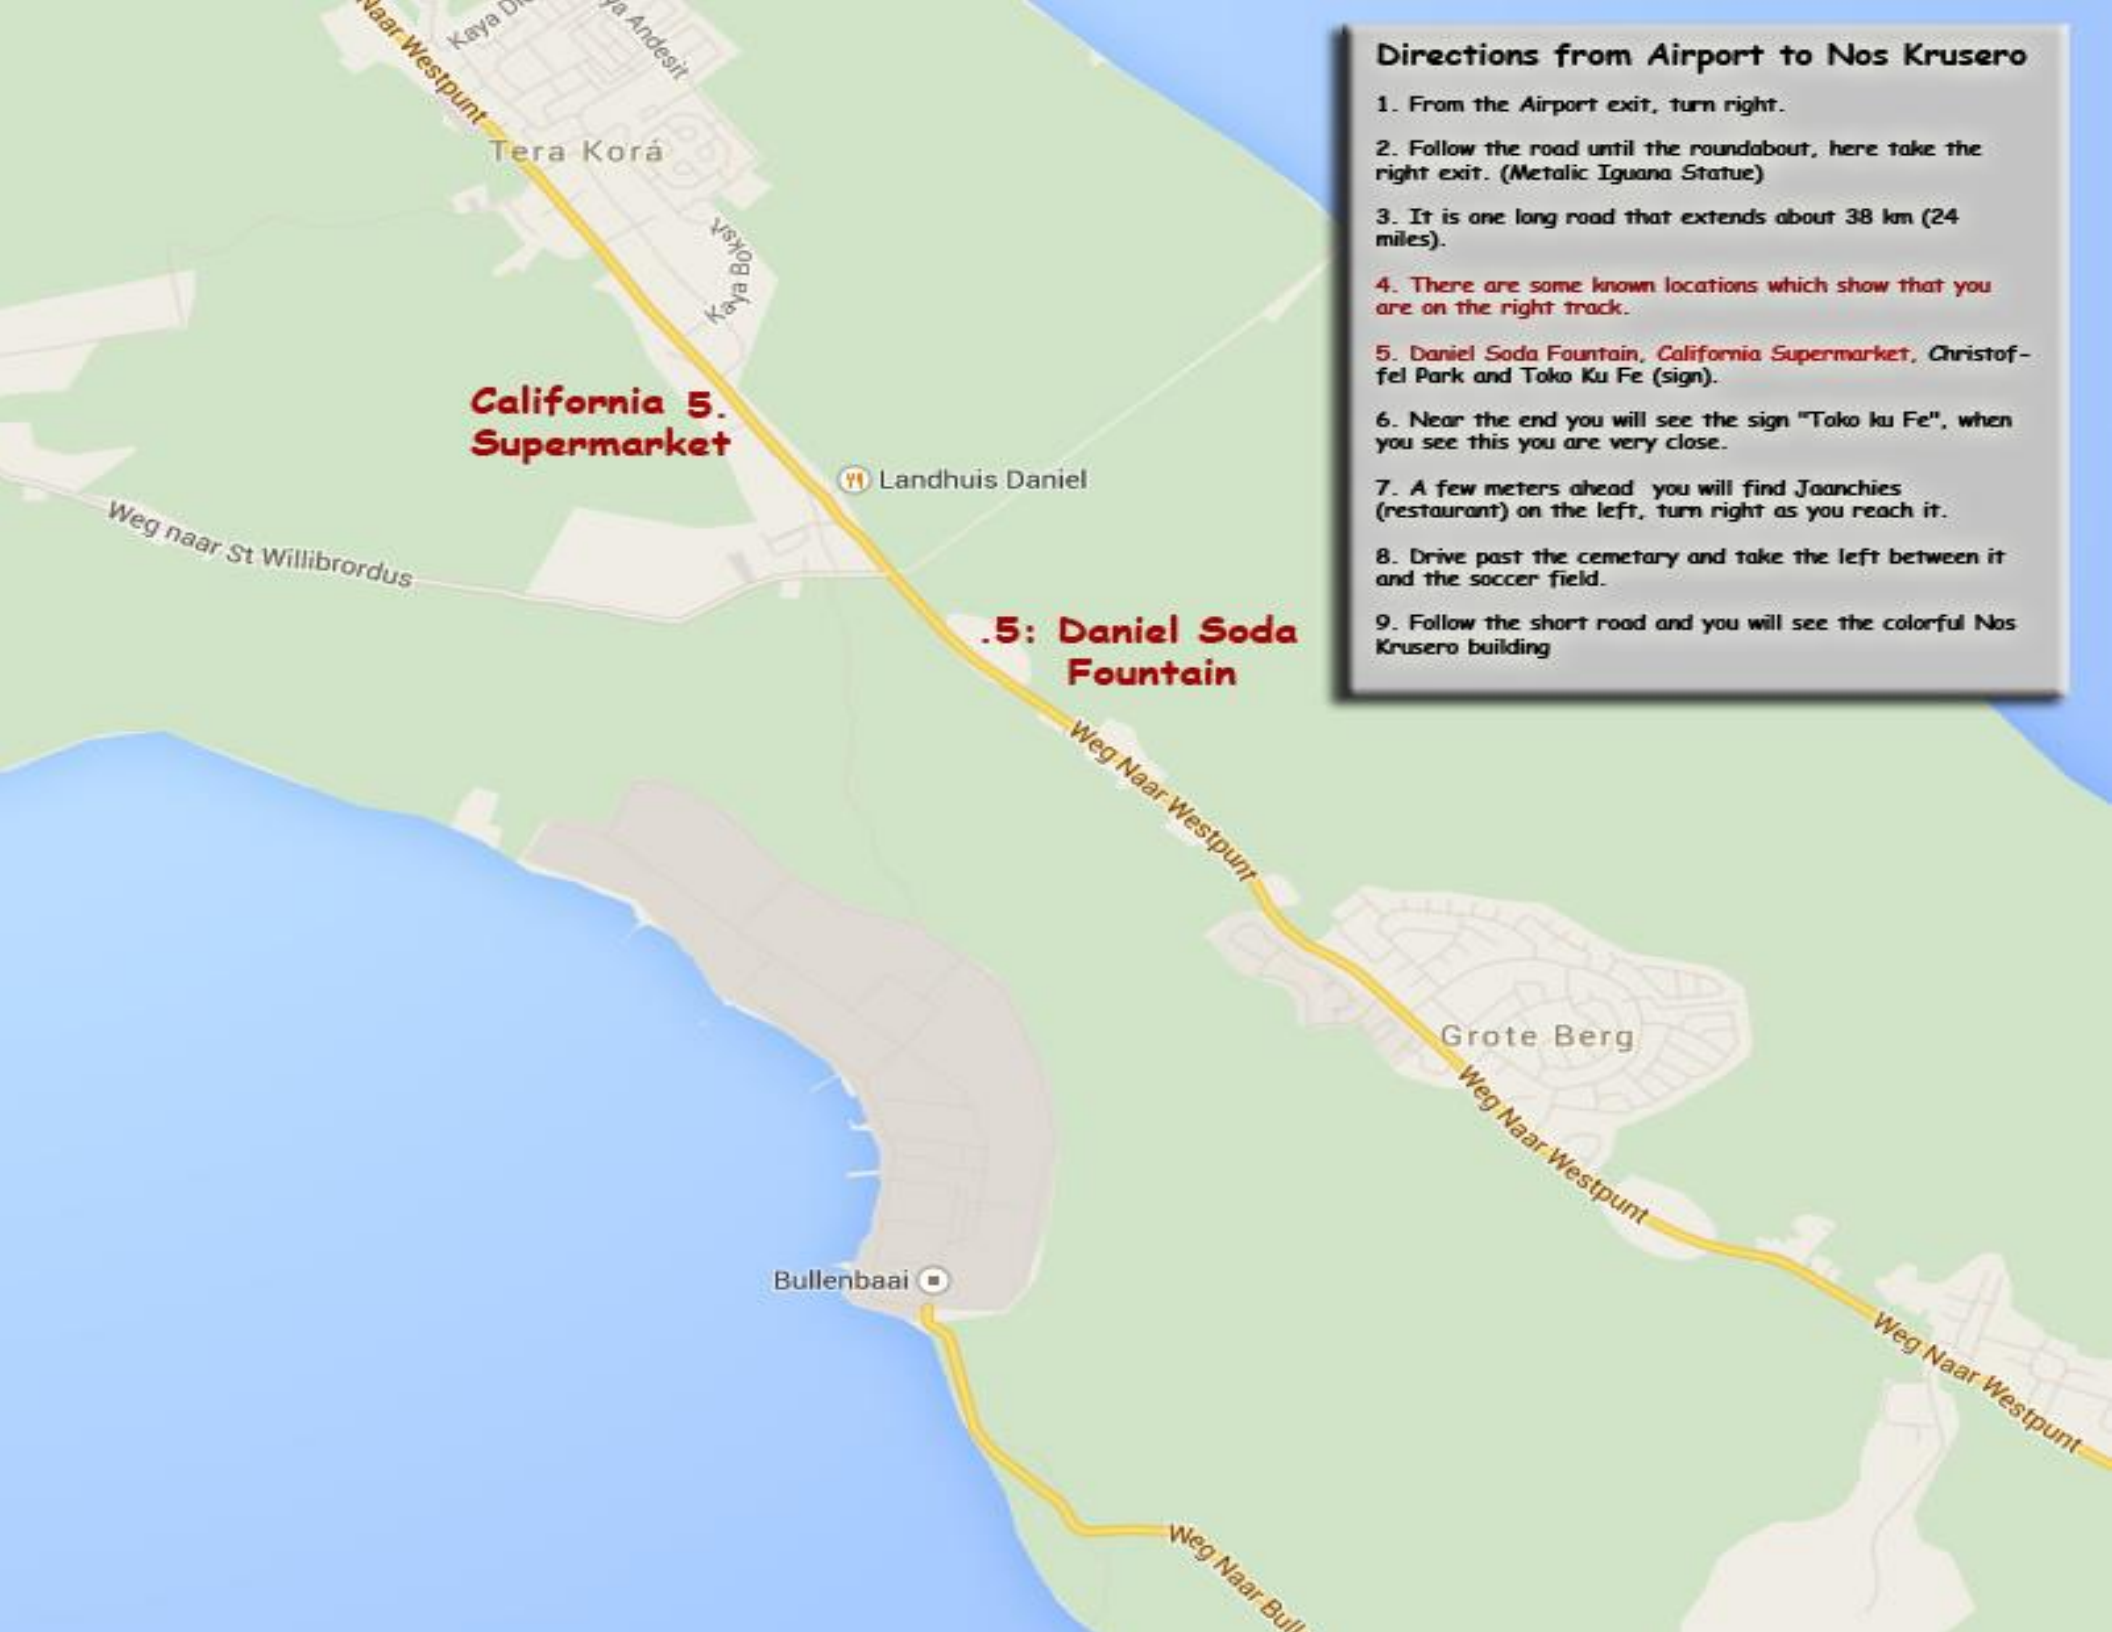 Naar Westpunt
Kaya
ya Andesit
Tera Korá
Kaya Boksit
California 5.
Supermarket
Landhuis Daniel
Weg naar St Willibrordus
.5: Daniel Soda
Fountain
Weg Naar Westpunt
Grote Berg
Weg Naar Westpunt
Bullenbaai
Weg Naar Westpunt
Weg Naar Bull
Directions from Airport to Nos Krusero
1. From the Airport exit, turn right.
2. Follow the road until the roundabout, here take the
right exit. (Metalic Iguana Statue)
3. It is one long road that extends about 38 km (24
miles).
4. There are some known locations which show that you
are on the right track.
5. Daniel Soda Fountain, California Supermarket, Christof-
fel Park and Toko Ku Fe (sign).
6. Near the end you will see the sign "Toko ku Fe", when
you see this you are very close.
7. A few meters ahead you will find Jaanchies
(restaurant) on the left, turn right as you reach it.
8. Drive past the cemetary and take the left between it
and the soccer field.
9. Follow the short road and you will see the colorful Nos
Krusero building